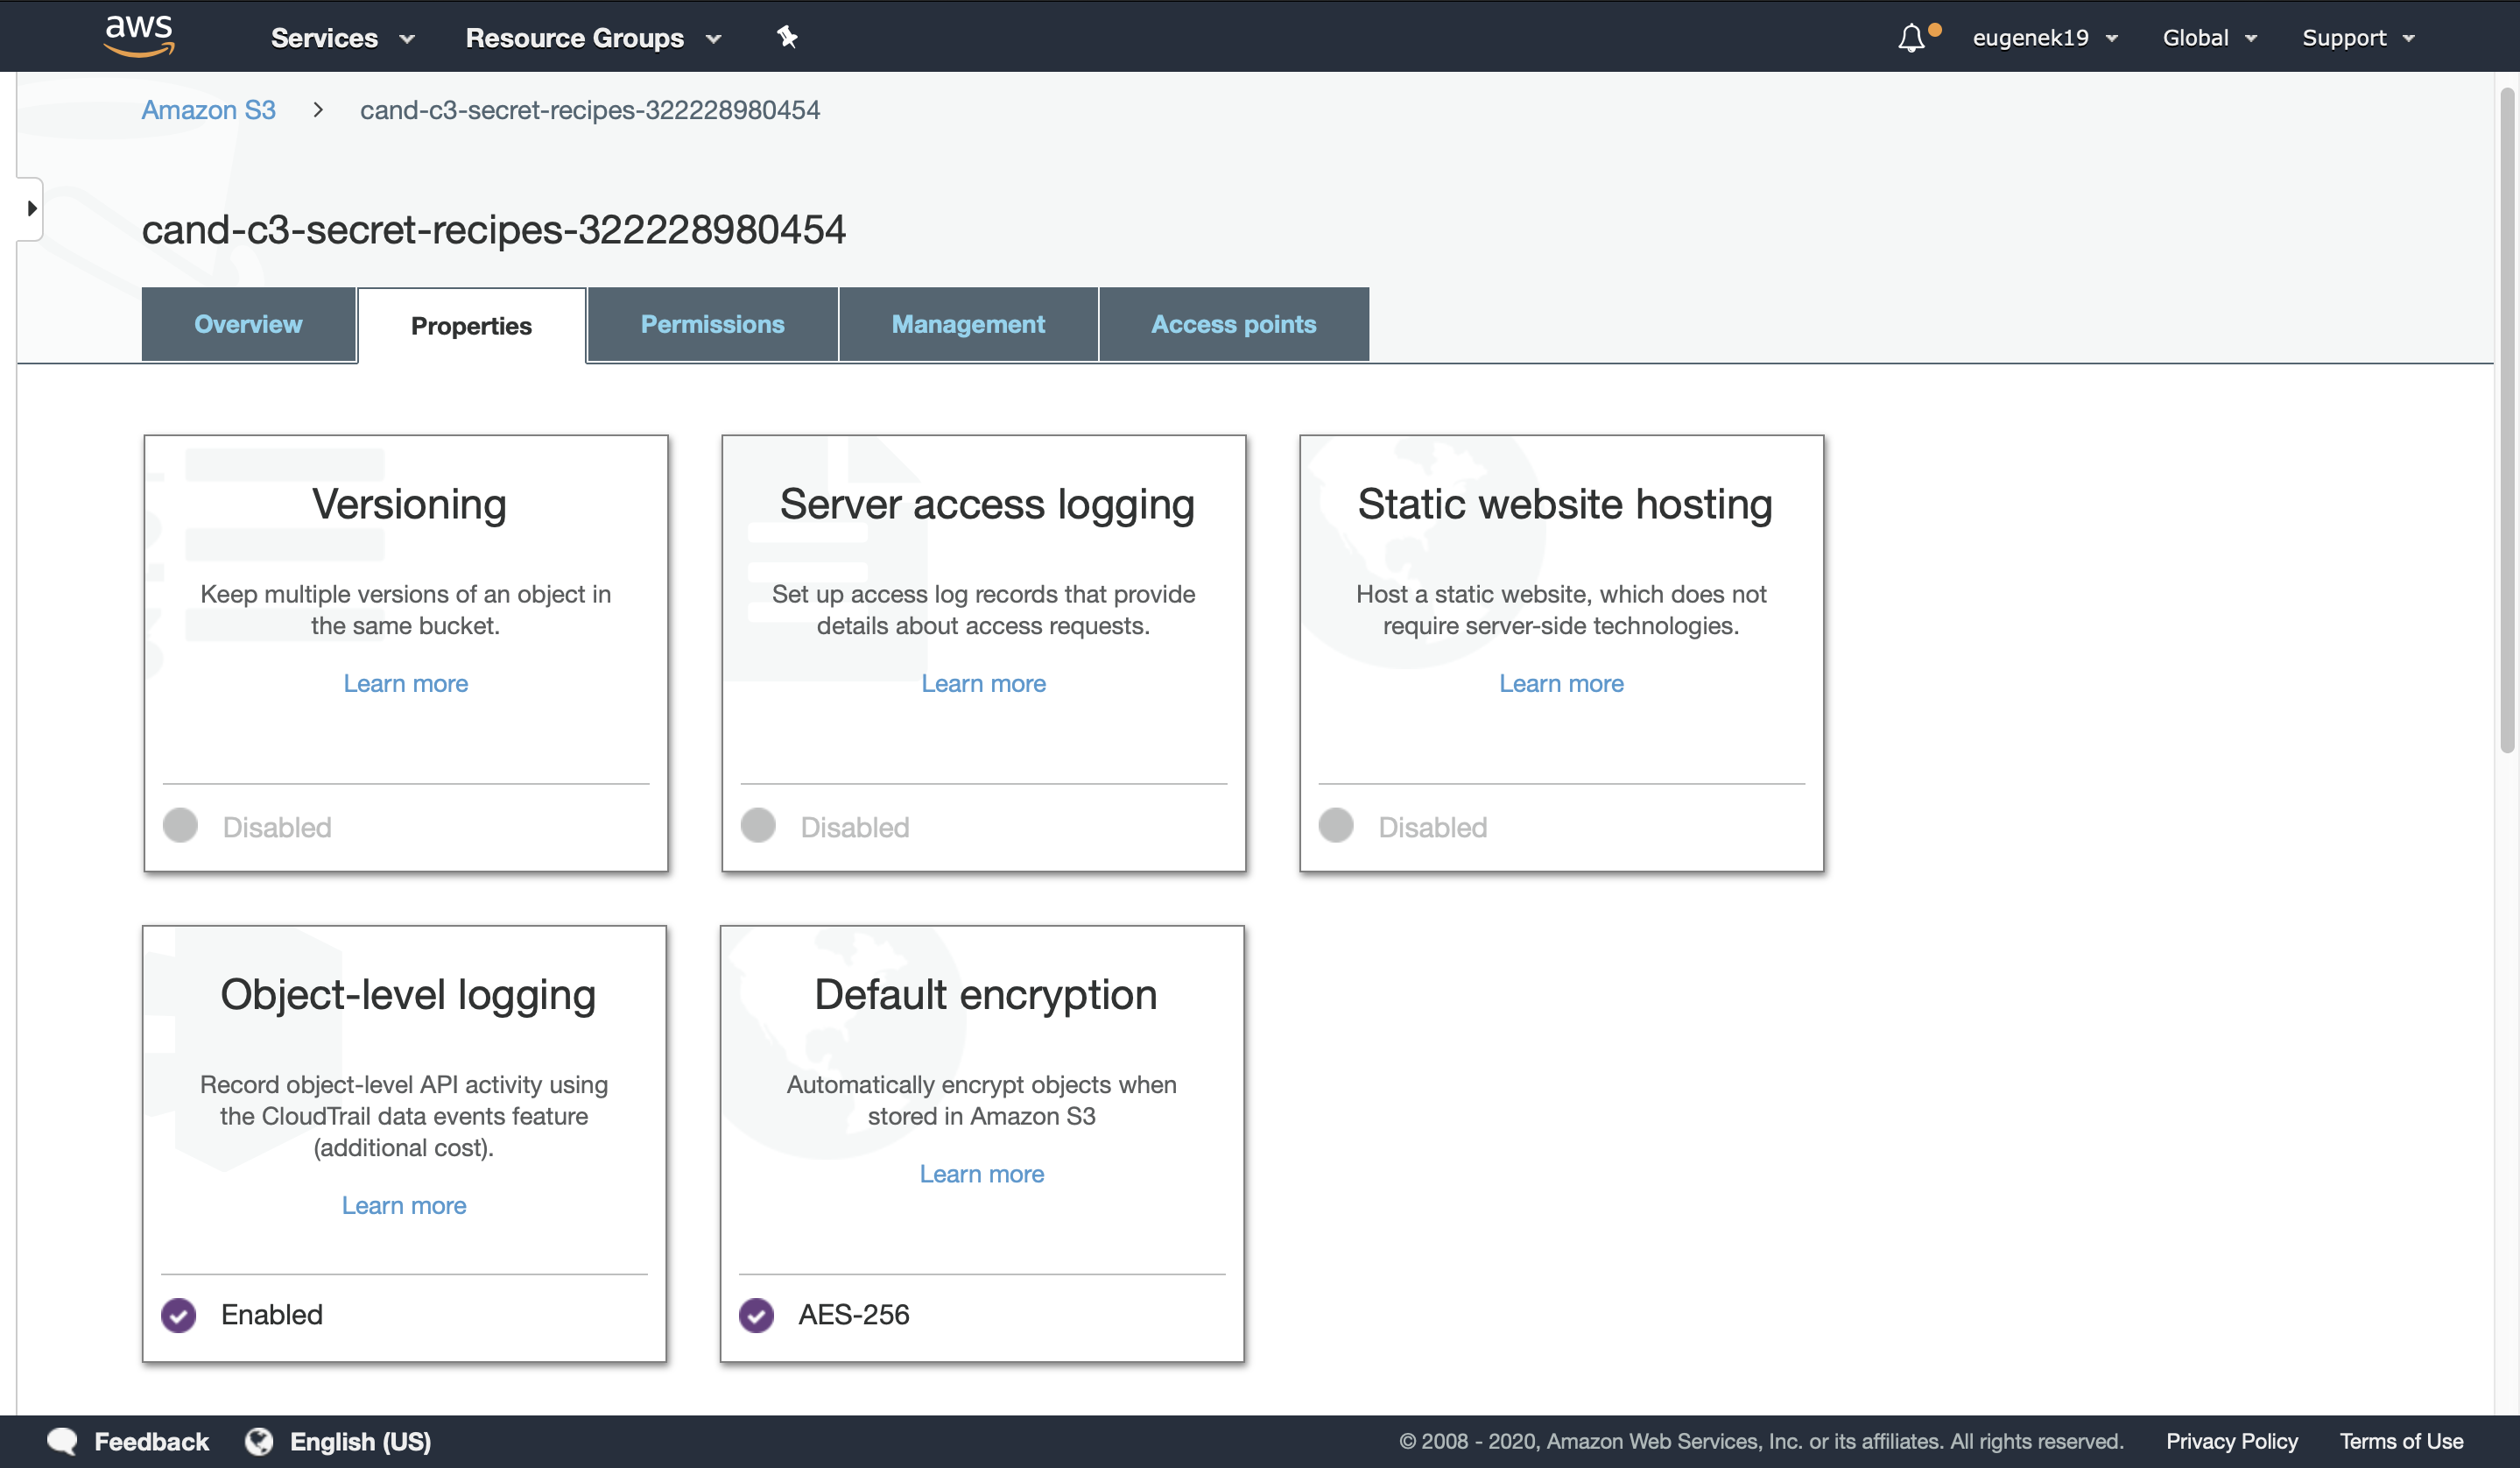 aws Services Resource Groups eugenek19 Global Support
Amazon S3 > cand-c3-secret-recipes-322228980454
cand-c3-secret-recipes-322228980454
Overview Properties Permissions Management Access points
Versioning
Keep multiple versions of an object in
the same bucket.
Learn more
Disabled
Server access logging
Set up access log records that provide
details about access requests.
Learn more
Disabled
Static website hosting
Host a static website, which does not
require server-side technologies.
Learn more
Disabled
Object-level logging
Record object-level API activity using
the CloudTrail data events feature
(additional cost).
Learn more
Enabled
Default encryption
Automatically encrypt objects when
stored in Amazon S3
Learn more
AES-256
Feedback English (US) © 2008 - 2020, Amazon Web Services, Inc. or its affiliates. All rights reserved. Privacy Policy Terms of Use